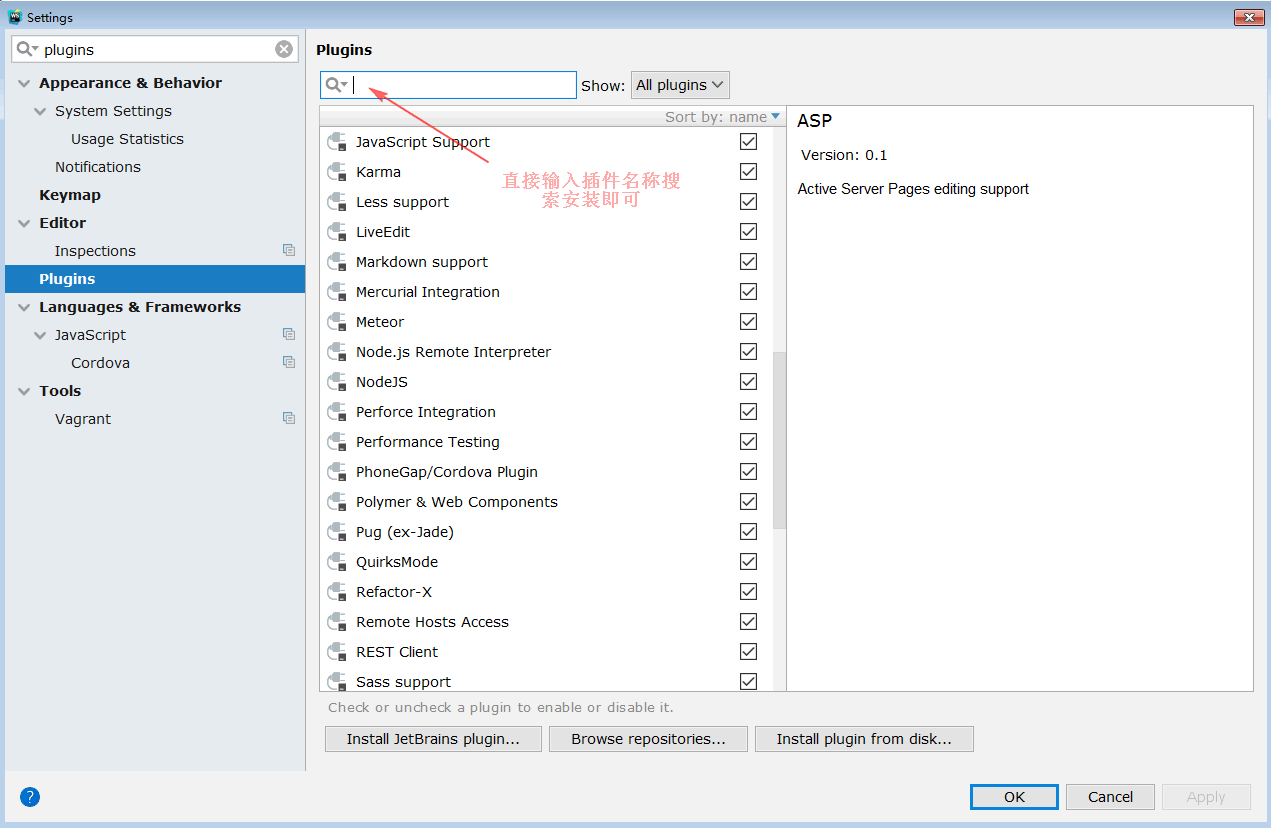 Settings
plugins
Appearance & Behavior
System Settings
Usage Statistics
Notifications
Keymap
Editor
Inspections
Plugins
Languages & Frameworks
JavaScript
Cordova
Tools
Vagrant
Plugins
Show: All plugins
Sort by: name
JavaScript Support
Karma
Less support
LiveEdit
Markdown support
Mercurial Integration
Meteor
Node.js Remote Interpreter
NodeJS
Perforce Integration
Performance Testing
PhoneGap/Cordova Plugin
Polymer & Web Components
Pug (ex-Jade)
QuirksMode
Refactor-X
Remote Hosts Access
REST Client
Sass support
直接输入插件名称搜
索安装即可
ASP
Version: 0.1
Active Server Pages editing support
Check or uncheck a plugin to enable or disable it.
Install JetBrains plugin... Browse repositories... Install plugin from disk...
? OK Cancel Apply